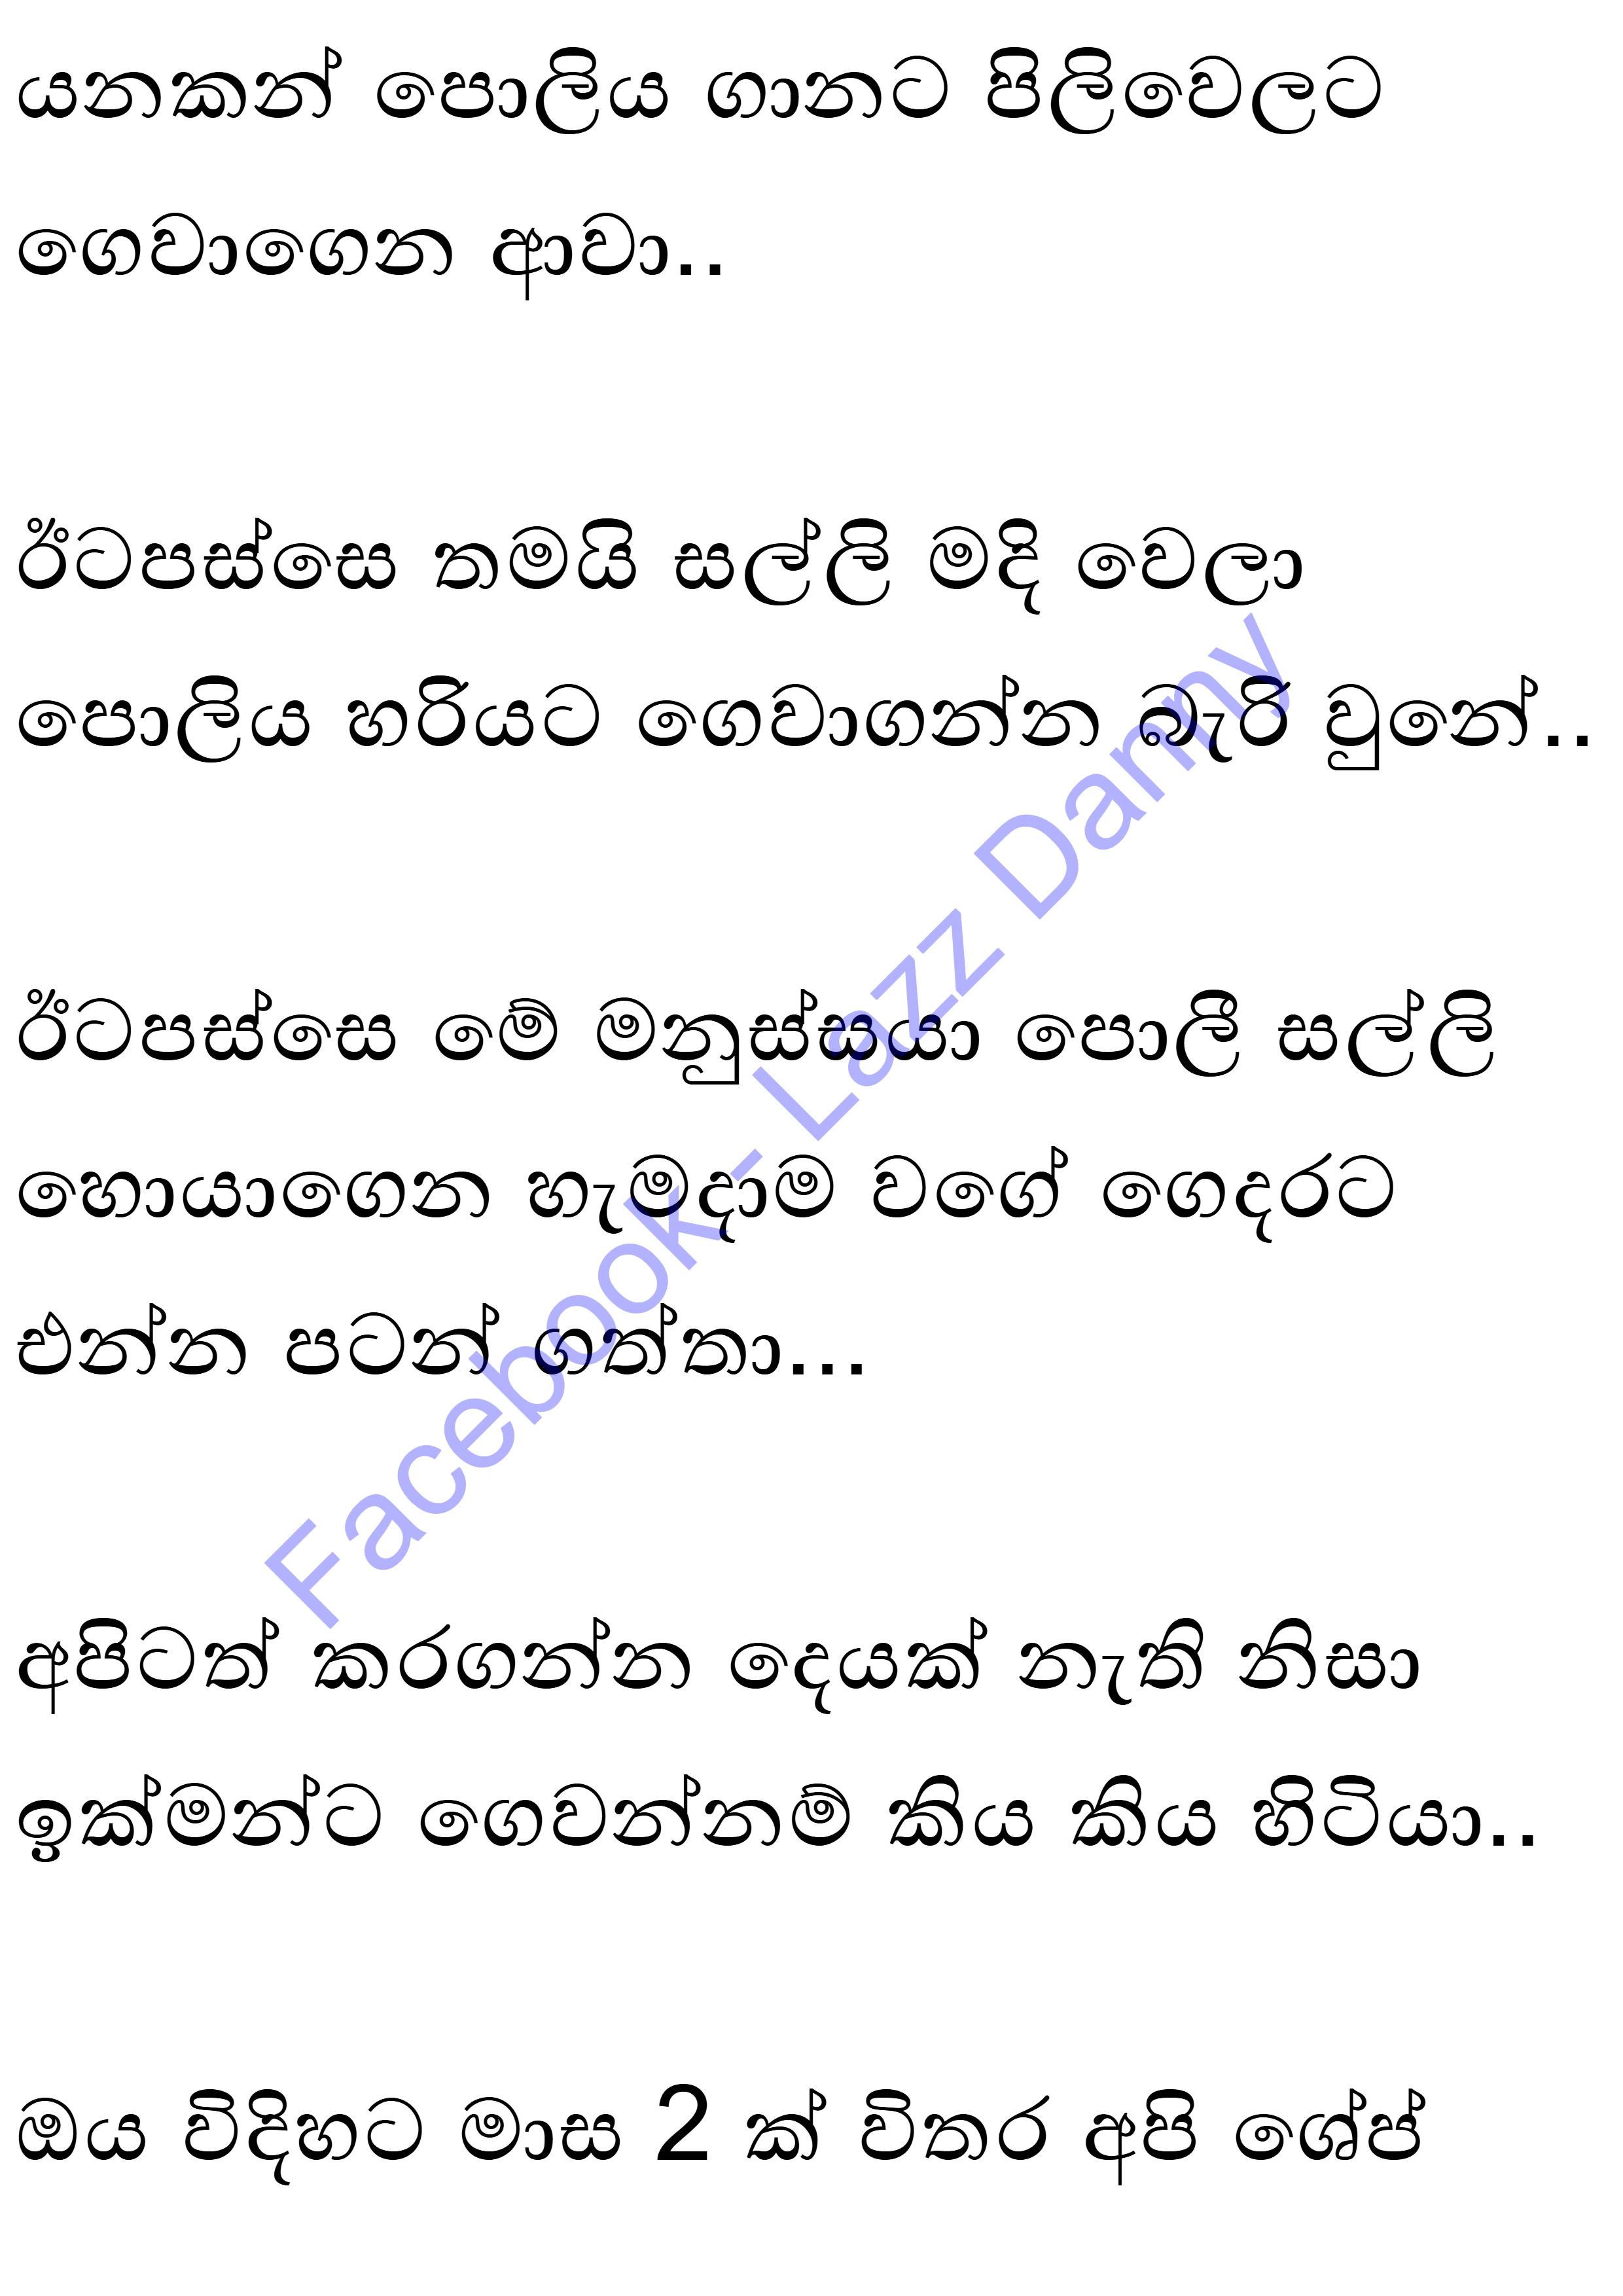 යනකන් පොලිය ගානට පිලිවෙලට
ගෙවාගෙන ආවා..
ඊටපස්සෙ තමයි සල්ලි මදි වෙලා
පොලිය හරියට ගෙවාගන්න බැරි වුනේ..
ඊටපස්සෙ මේ මනුස්සයා පොලී සල්ලි
හොයාගෙන හැමදාම වගේ ගෙදරට
එන්න පටන් ගත්තා...
අපිටත් කරගන්න දෙයක් නැති නිසා
ඉක්මන්ට ගෙවන්නම් කිය කිය හිටියා..
ඔය විදිහට මාස 2 ක් විතර අපි ශේප්
Facebook - Lazz Danny